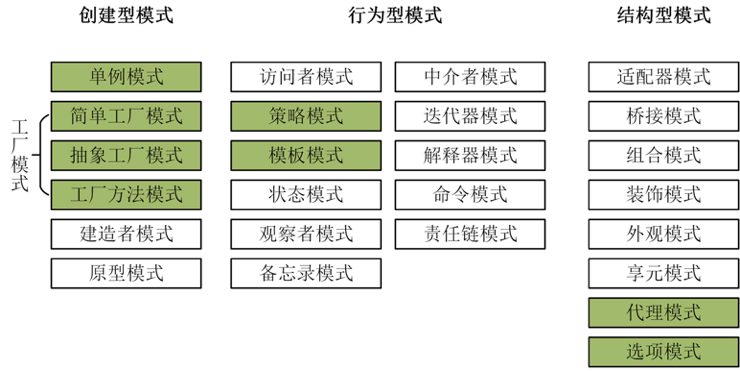 创建型模式
行为型模式
结构型模式
工厂模式
单例模式
简单工厂模式
抽象工厂模式
工厂方法模式
建造者模式
原型模式
访问者模式
策略模式
模板模式
状态模式
观察者模式
备忘录模式
中介者模式
迭代器模式
解释器模式
命令模式
责任链模式
适配器模式
桥接模式
组合模式
装饰模式
外观模式
享元模式
代理模式
选项模式